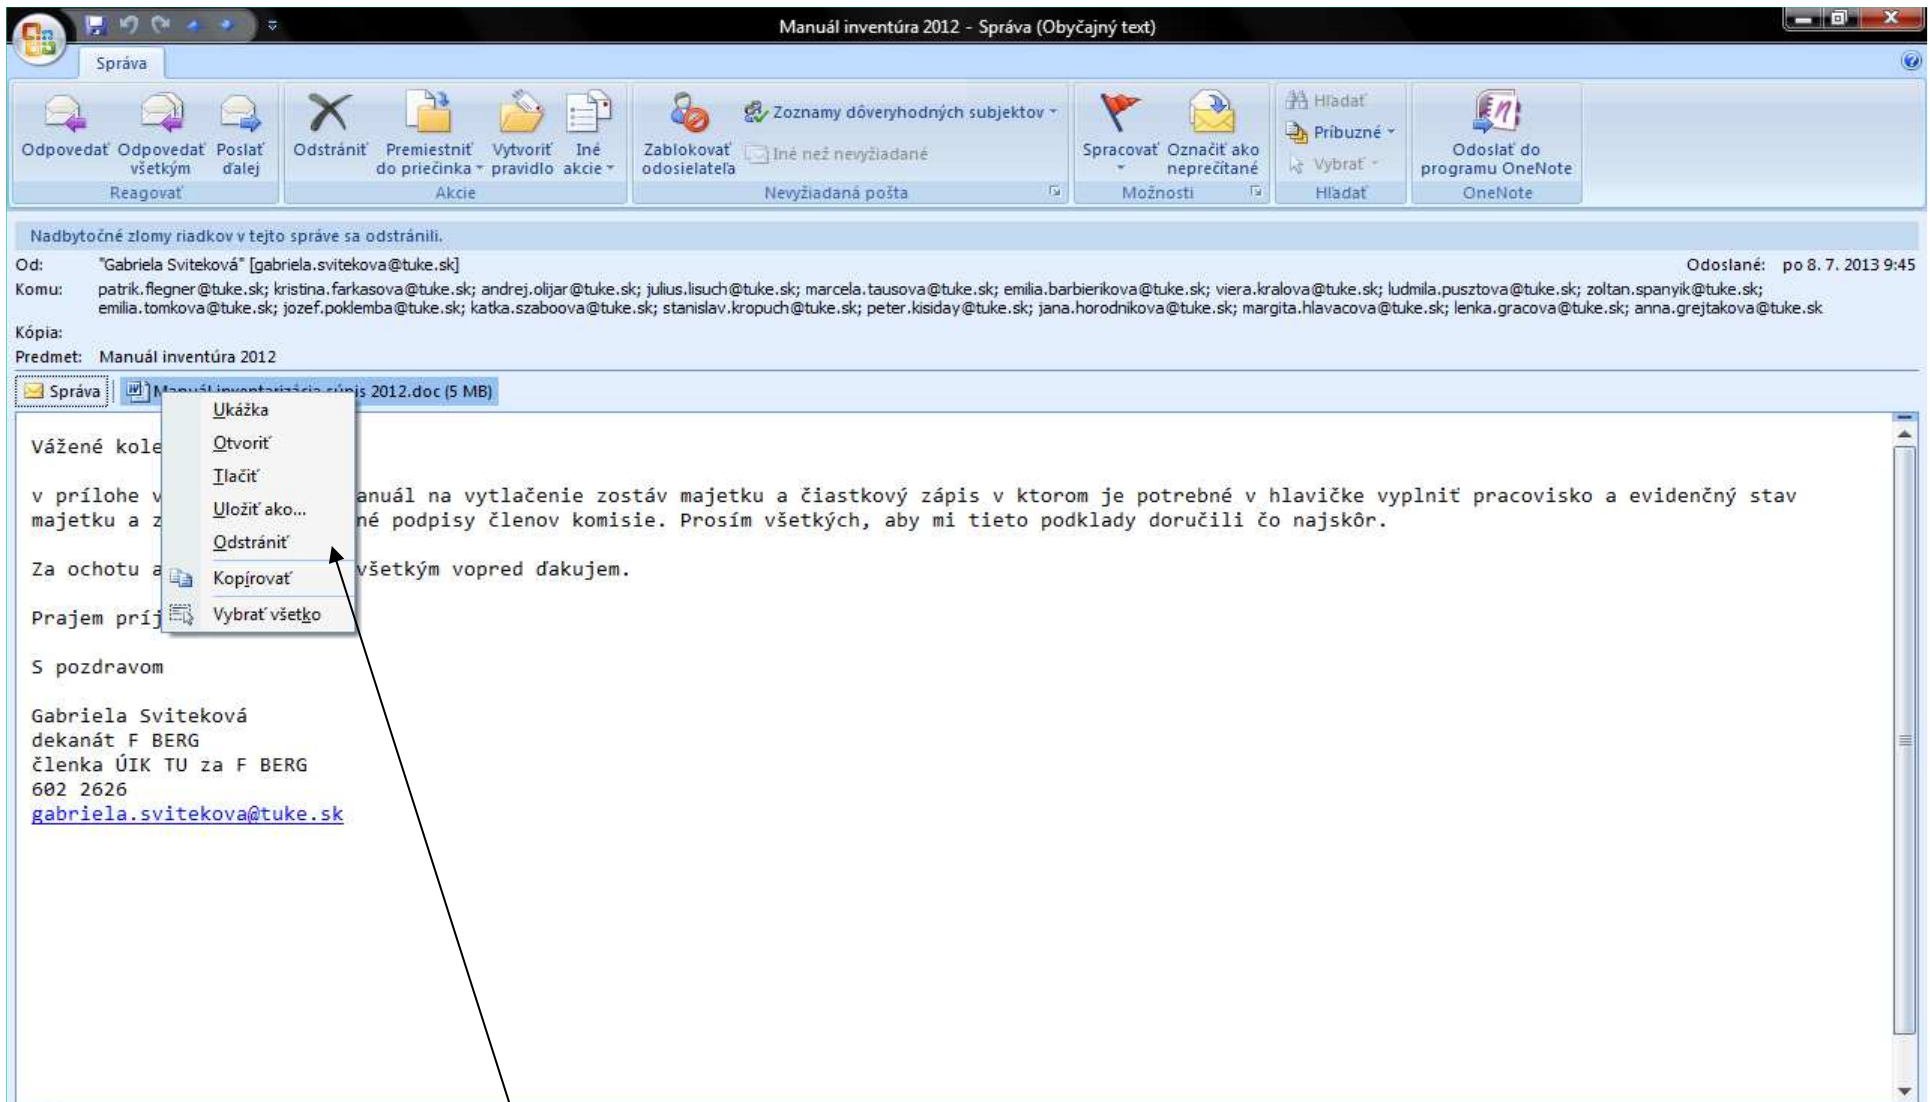 Manuál inventúra 2012 - Správa (Obyčajný text)
Správa
Odpovedať
Odpovedať všetkým
Poslať ďalej
Reagovať
Odstrániť
Premiestniť do priečinka
Vytvoriť pravidlo
Iné akcie
Akcie
Zablokovať odosielateľa
Zoznamy dôveryhodných subjektov
Iné než nevyžiadané
Nevyžiadaná pošta
Spracovať
Označiť ako neprečítané
Možnosti
Hľadať
Príbuzné
Vybrať
Hľadať
Odoslať do programu OneNote
OneNote
Nadbytočné zlomy riadkov v tejto správe sa odstránili.
Od: "Gabriela Sviteková" [gabriela.svitekova@tuke.sk] Odoslané: po 8. 7. 2013 9:45
Komu: patrik.flegner@tuke.sk; kristina.farkasova@tuke.sk; andrej.olijar@tuke.sk; julius.lisuch@tuke.sk; marcela.tausova@tuke.sk; emilia.barbierikova@tuke.sk; viera.kralova@tuke.sk; ludmila.pusztova@tuke.sk; zoltan.spanyik@tuke.sk;
emilia.tomkova@tuke.sk; jozef.poklemba@tuke.sk; katka.szaboova@tuke.sk; stanislav.kropuch@tuke.sk; peter.kisiday@tuke.sk; jana.horodnikova@tuke.sk; margita.hlavacova@tuke.sk; lenka.gracova@tuke.sk; anna.grejtakova@tuke.sk
Kópia:
Predmet: Manuál inventúra 2012
Správa Manuál inventarizácia súpis 2012.doc (5 MB)
Ukážka
Otvoriť
Tlačiť
Uložiť ako...
Odstrániť
Kopírovať
Vybrať všetko
Vážené kole
v prílohe v anuál na vytlačenie zostáv majetku a čiastkový zápis v ktorom je potrebné v hlavičke vyplniť pracovisko a evidenčný stav
majetku a z né podpisy členov komisie. Prosím všetkých, aby mi tieto podklady doručili čo najskôr.
Za ochotu a všetkým vopred ďakujem.
Prajem príj
S pozdravom
Gabriela Sviteková
dekanát F BERG
členka ÚIK TU za F BERG
602 2626
gabriela.svitekova@tuke.sk